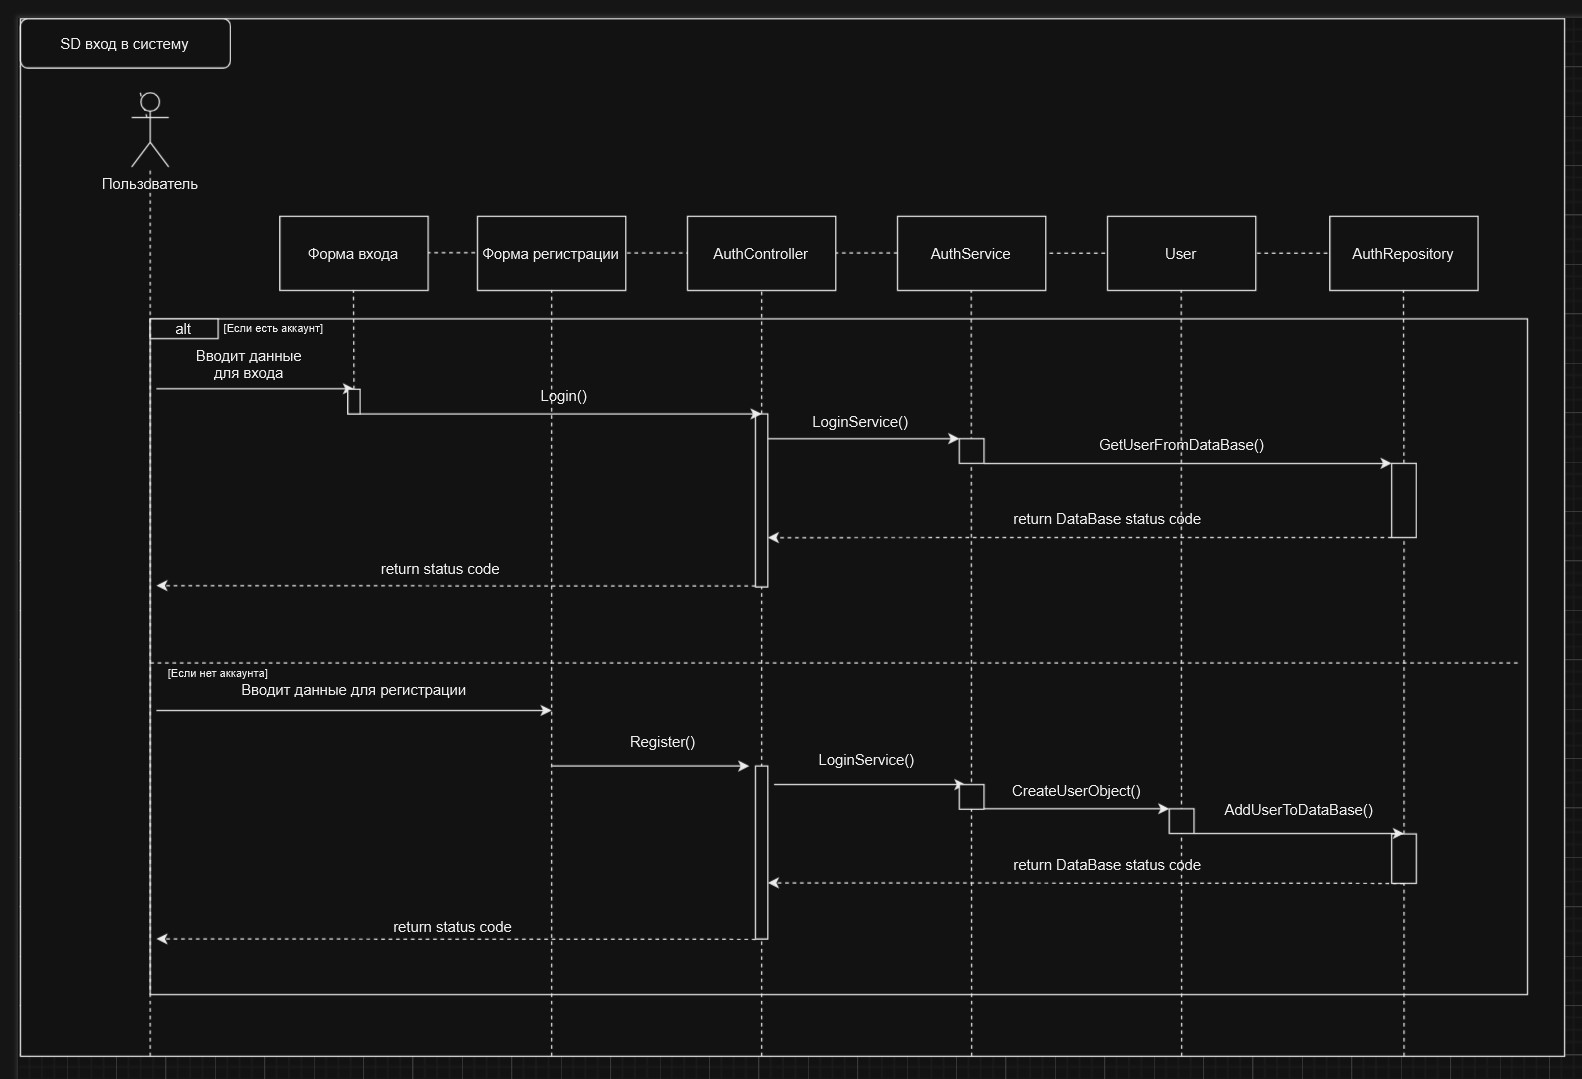 SD вход в систему
Пользователь
Форма входа
Форма регистрации
AuthController
AuthService
User
AuthRepository
alt
[Если есть аккаунт]
Вводит данные
для входа
Login()
LoginService()
GetUserFromDataBase()
return DataBase status code
return status code
[Если нет аккаунта]
Вводит данные для регистрации
Register()
LoginService()
CreateUserObject()
AddUserToDataBase()
return DataBase status code
return status code